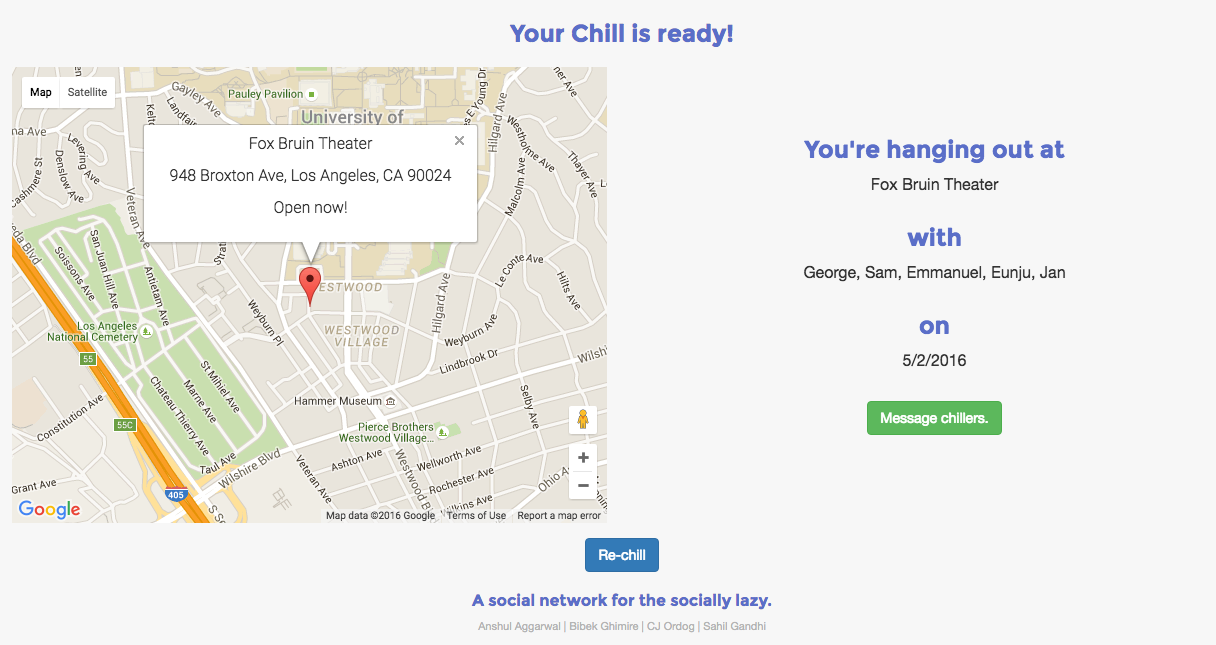 Your Chill is ready!
Map Satellite
Pauley Pavilion
Gayley Ave
University of
Fox Bruin Theater
948 Broxton Ave, Los Angeles, CA 90024
Open now!
×
na Ave
Levering Ave
Denslow Ave
Cashmere St
Veteran Ave
Hilgard Ave
Westholme Ave
Thayer Ave
Malcolm Ave
San Juan Hill Ave
Soissons Ave
Antietam Ave
Le Conte Ave
Hilts Ave
Hilgard Ave
ESTWOOD
WESTWOOD
VILLAGE
Weyburn Pl
Weyburn Ave
Lindbrook Dr
Los Angeles
National Cemetery
55
St Mihiel Ave
Marne Ave
Chateau Thierry Ave
Hammer Museum
Selby Ave
Constitution Ave
55C
Pierce Brothers
Westwood Village...
Taul Ave
Wilshire Blvd
Veteran Ave
Ashton Ave
Wellworth Ave
Rochester Ave
Ohio Av
Grant Ave
405
+
−
Google
Map data ©2016 Google Terms of Use Report a map error
You're hanging out at
Fox Bruin Theater
with
George, Sam, Emmanuel, Eunju, Jan
on
5/2/2016
Message chillers.
Re-chill
A social network for the socially lazy.
Anshul Aggarwal | Bibek Ghimire | CJ Ordog | Sahil Gandhi